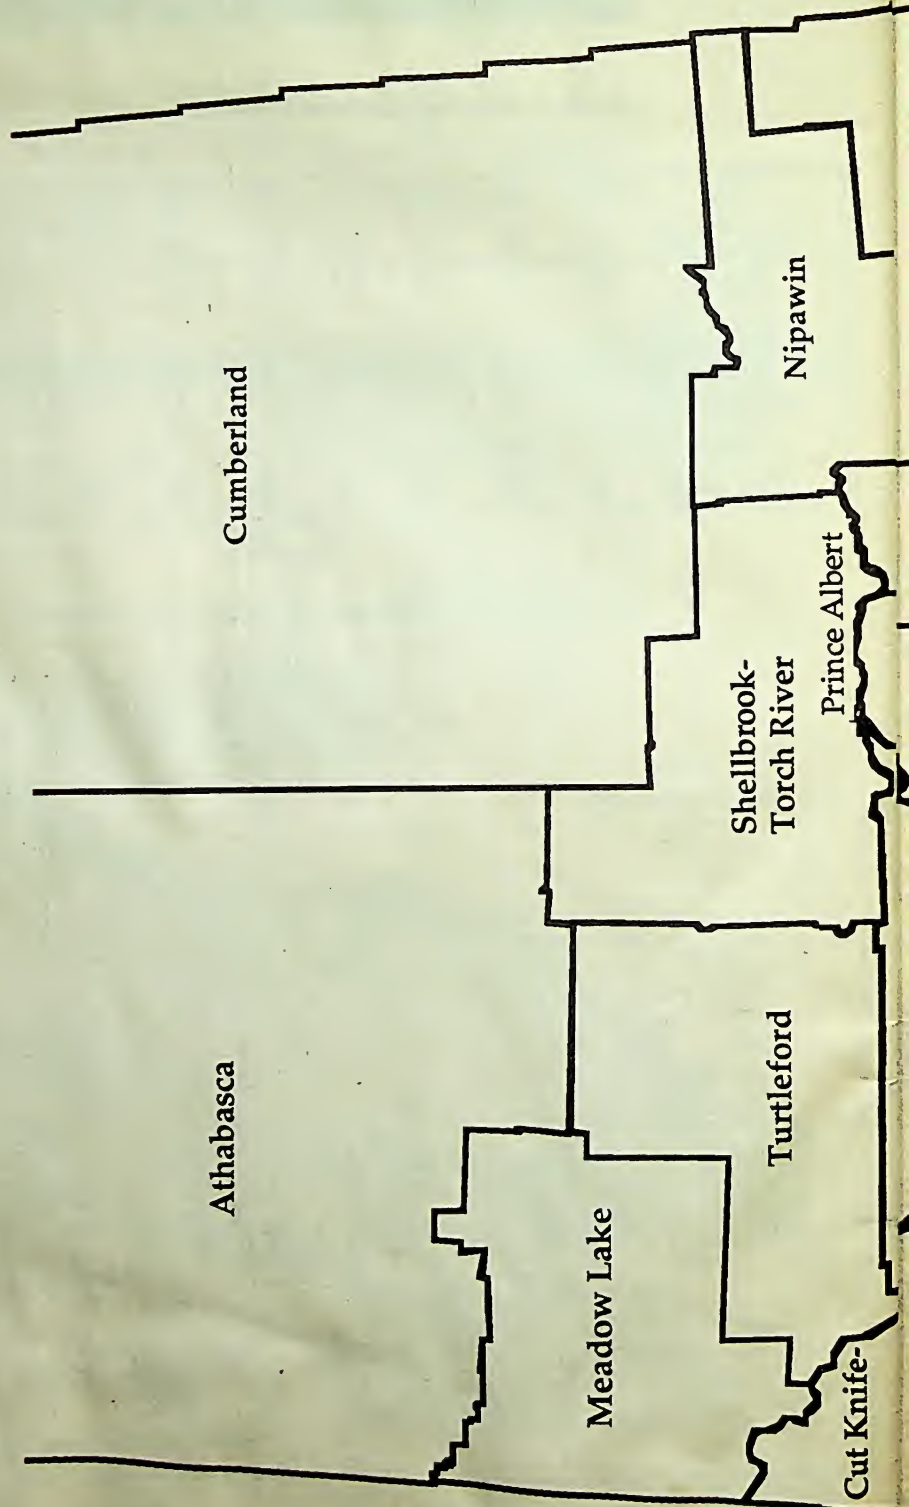 Athabasca
Cumberland
Meadow Lake
Turtleford
Shellbrook-
Torch River
Prince Albert
Nipawin
Cut Knife-